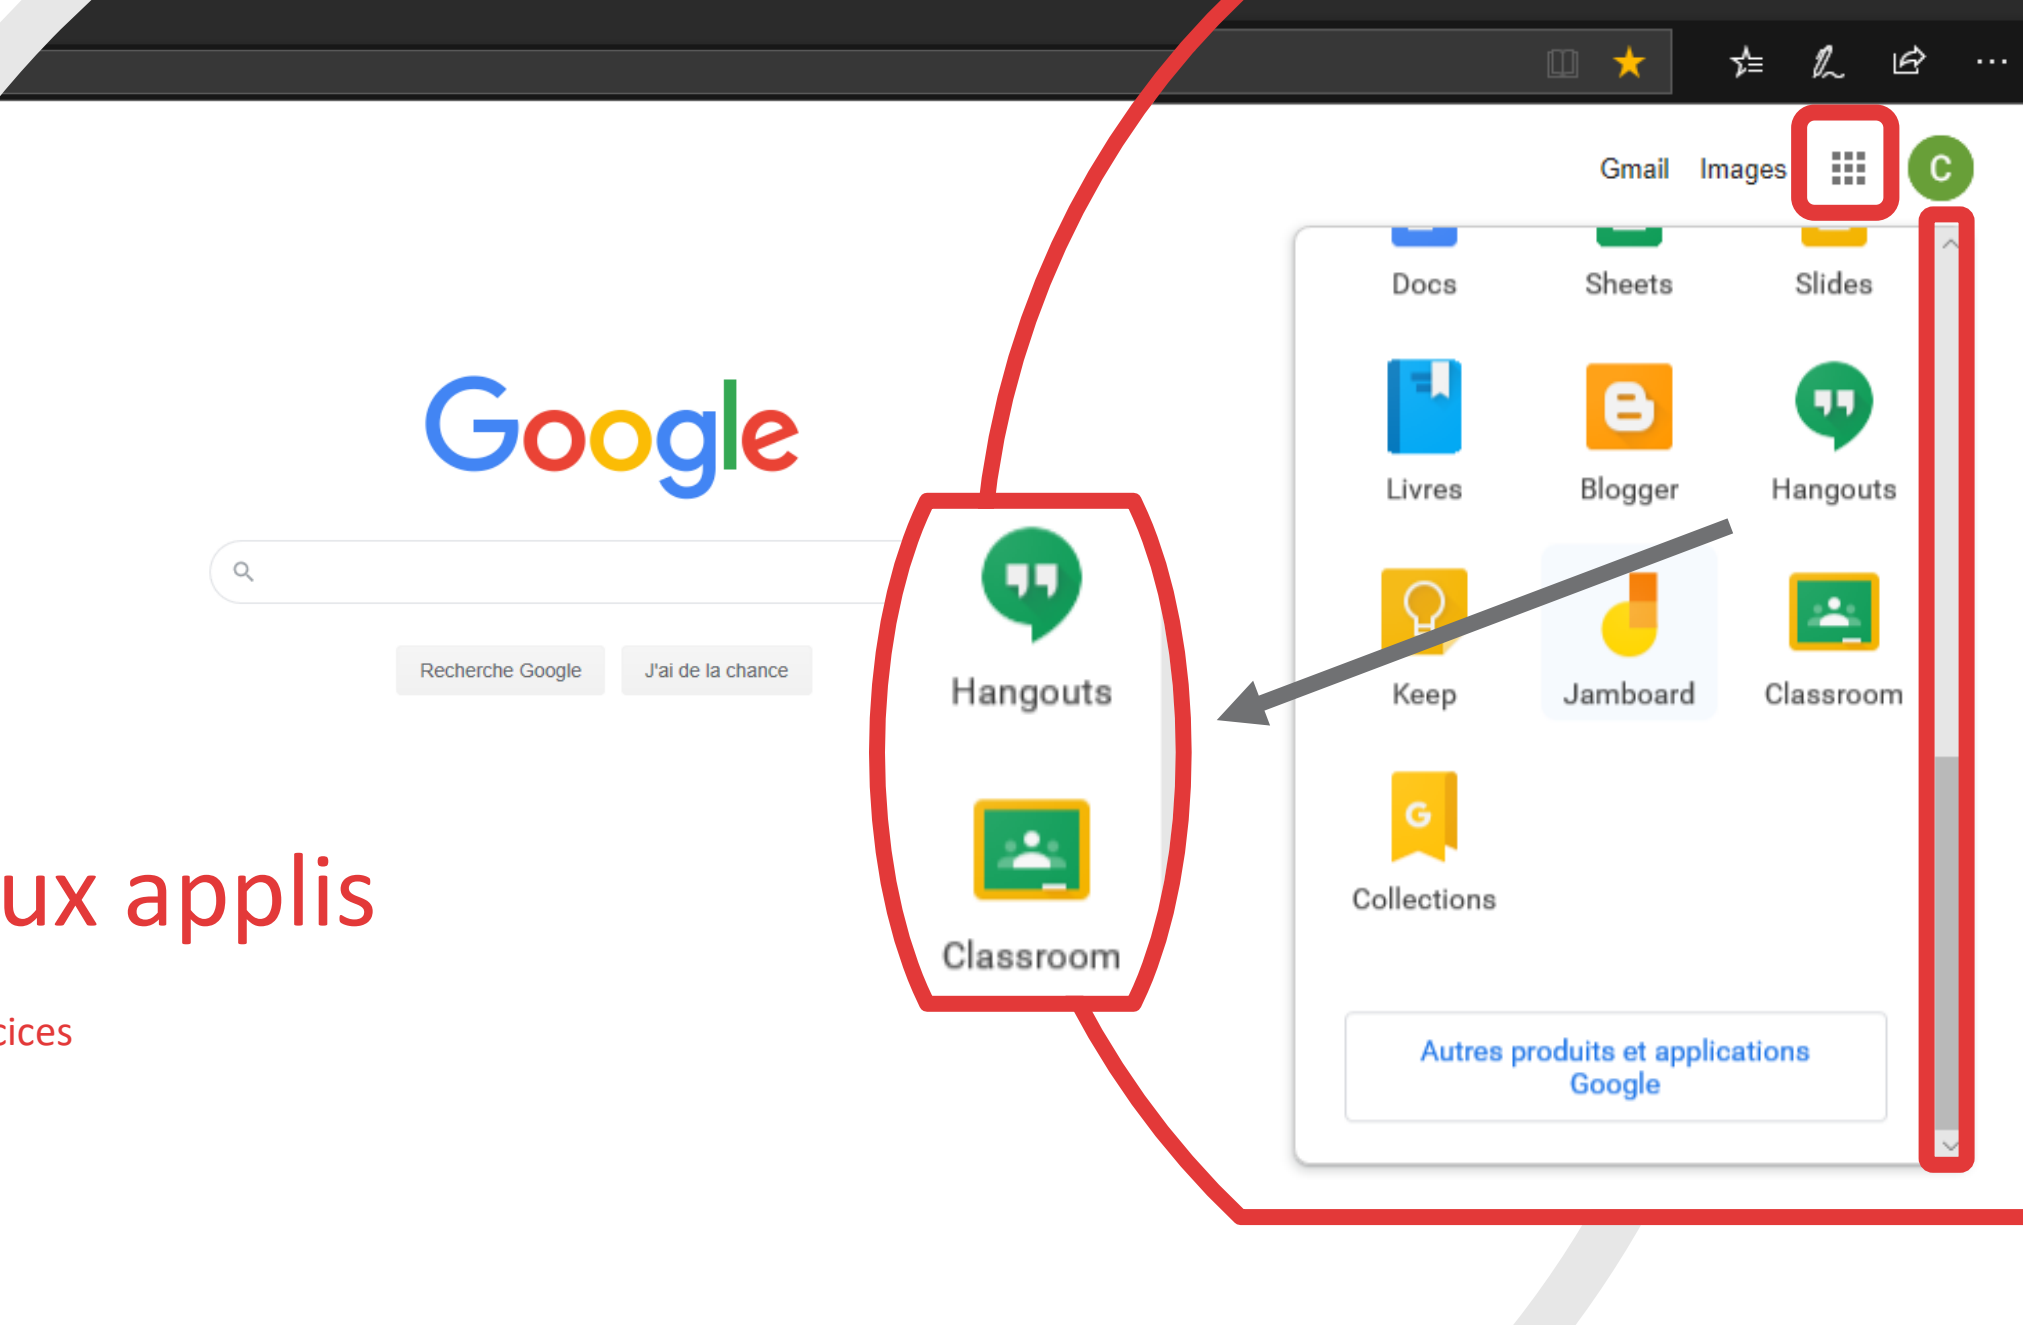 Gmail Images
C
Docs Sheets Slides
Google
Livres Blogger Hangouts
Keep Jamboard Classroom
Recherche Google J'ai de la chance
Hangouts
Classroom
G
Collections
ux applis
cices
Autres produits et applications
Google